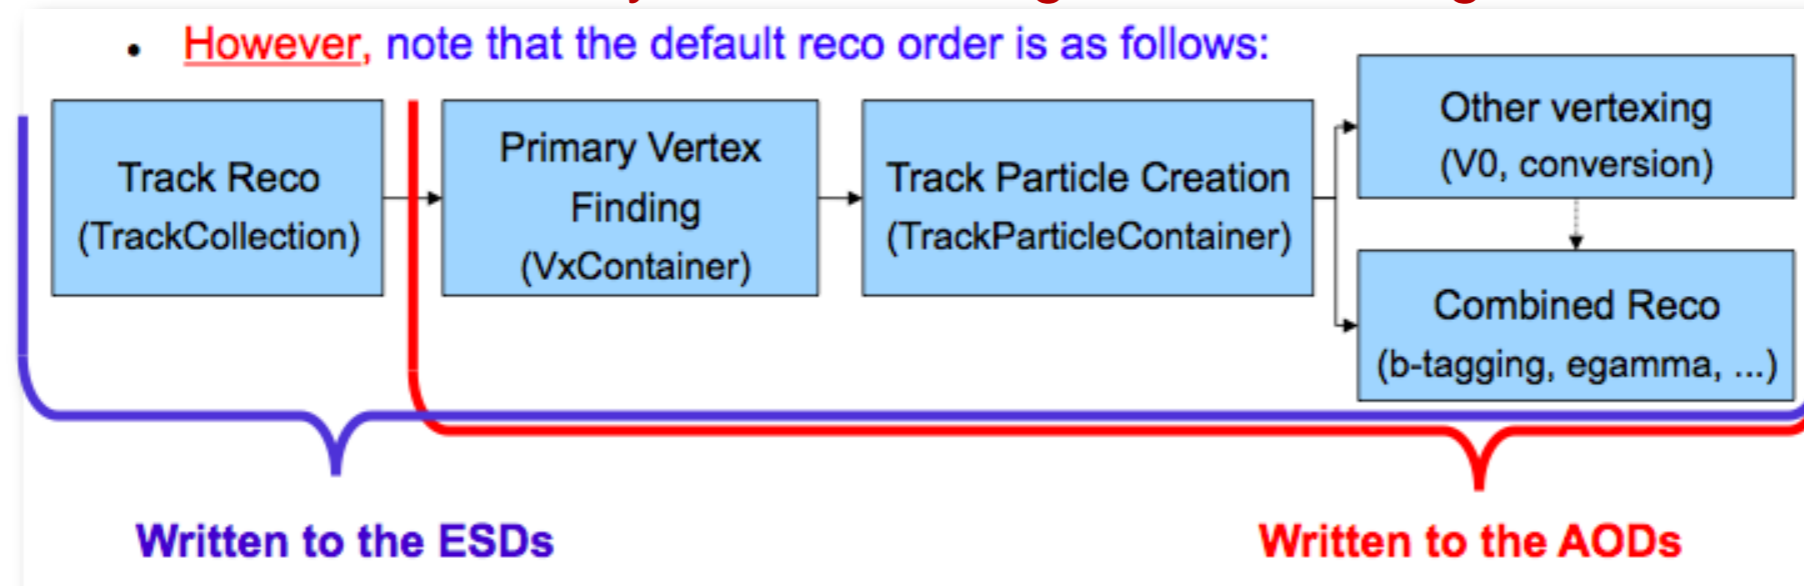 • However, note that the default reco order is as follows:
Track Reco
(TrackCollection)
Primary Vertex
Finding
(VxContainer)
Track Particle Creation
(TrackParticleContainer)
Other vertexing
(V0, conversion)
Combined Reco
(b-tagging, egamma, ...)
Written to the ESDs
Written to the AODs